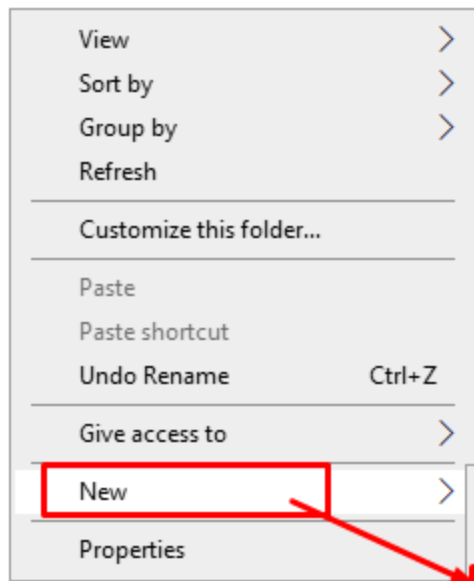 View
Sort by
Group by
Refresh
Customize this folder...
Paste
Paste shortcut
Undo Rename Ctrl+Z
Give access to
New
Properties